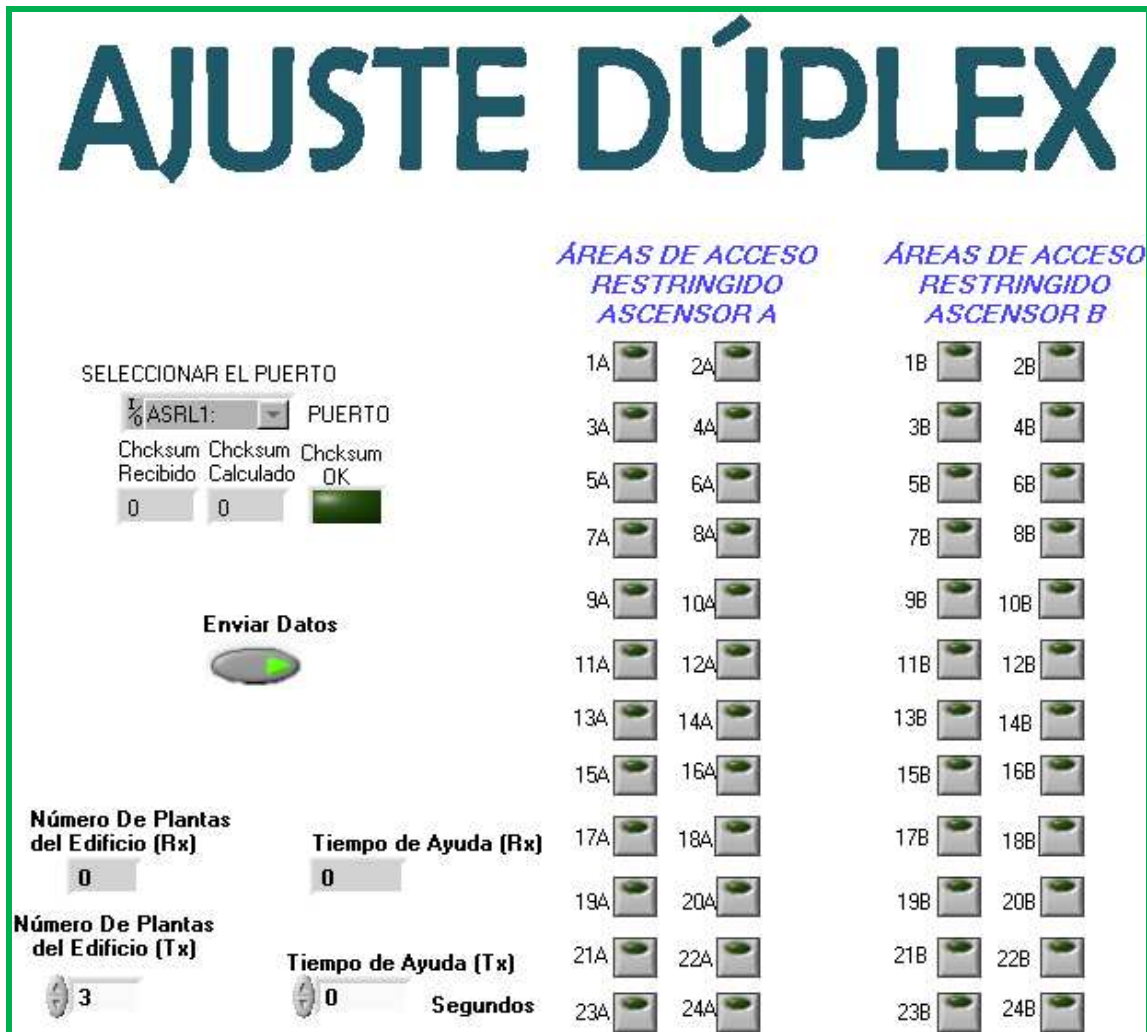 AJUSTE DÚPLEX
ÁREAS DE ACCESO
RESTRINGIDO
ASCENSOR A
ÁREAS DE ACCESO
RESTRINGIDO
ASCENSOR B
SELECCIONAR EL PUERTO
I/O ASRL1: PUERTO
Chcksum Recibido
Chcksum Calculado
Chcksum OK
0 0
Enviar Datos
Número De Plantas
del Edificio (Rx)
0
Tiempo de Ayuda (Rx)
0
Número De Plantas
del Edificio (Tx)
3
Tiempo de Ayuda (Tx)
0 Segundos
1A 2A
3A 4A
5A 6A
7A 8A
9A 10A
11A 12A
13A 14A
15A 16A
17A 18A
19A 20A
21A 22A
23A 24A
1B 2B
3B 4B
5B 6B
7B 8B
9B 10B
11B 12B
13B 14B
15B 16B
17B 18B
19B 20B
21B 22B
23B 24B